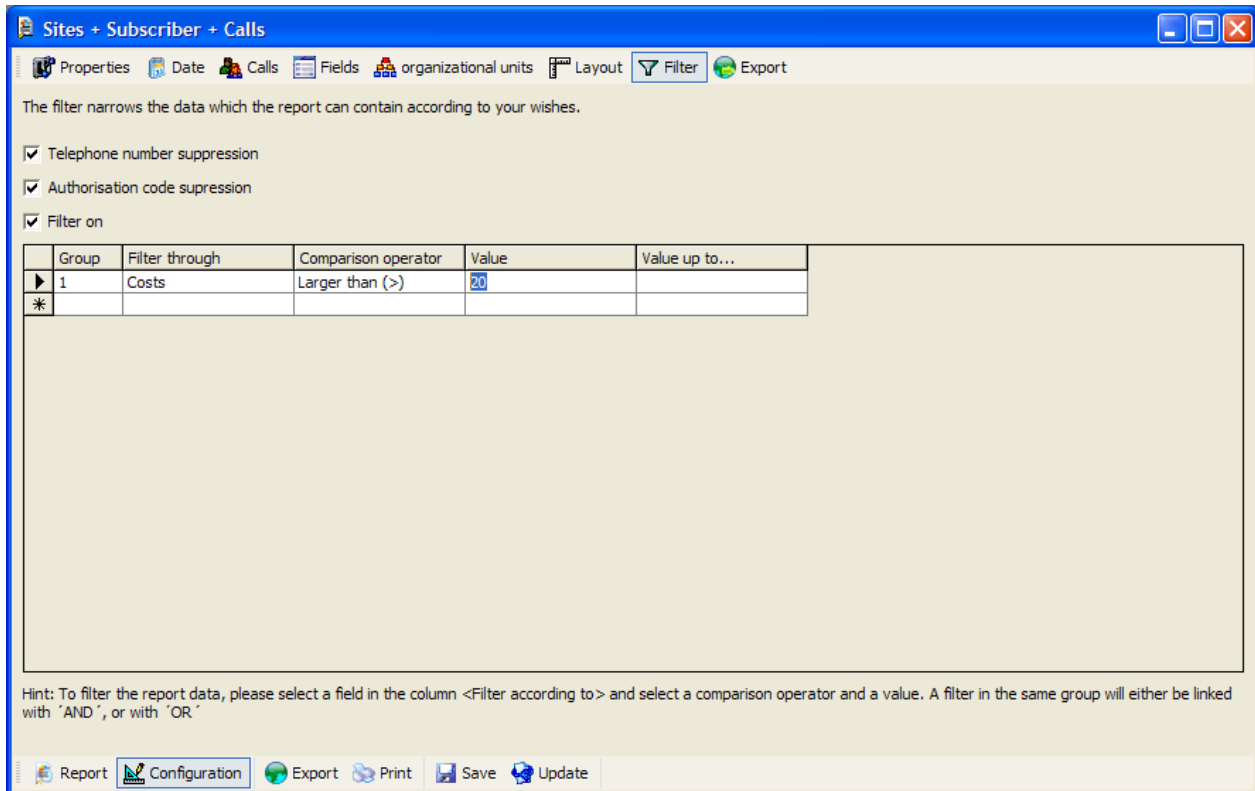 Sites + Subscriber + Calls
Properties Date Calls Fields organizational units Layout Filter Export
The filter narrows the data which the report can contain according to your wishes.
Telephone number suppression
Authorisation code supression
Filter on
Group Filter through Comparison operator Value Value up to...
1 Costs Larger than (>) 20
Hint: To filter the report data, please select a field in the column <Filter according to> and select a comparison operator and a value. A filter in the same group will either be linked
with ´AND´, or with ´OR´
Report Configuration Export Print Save Update